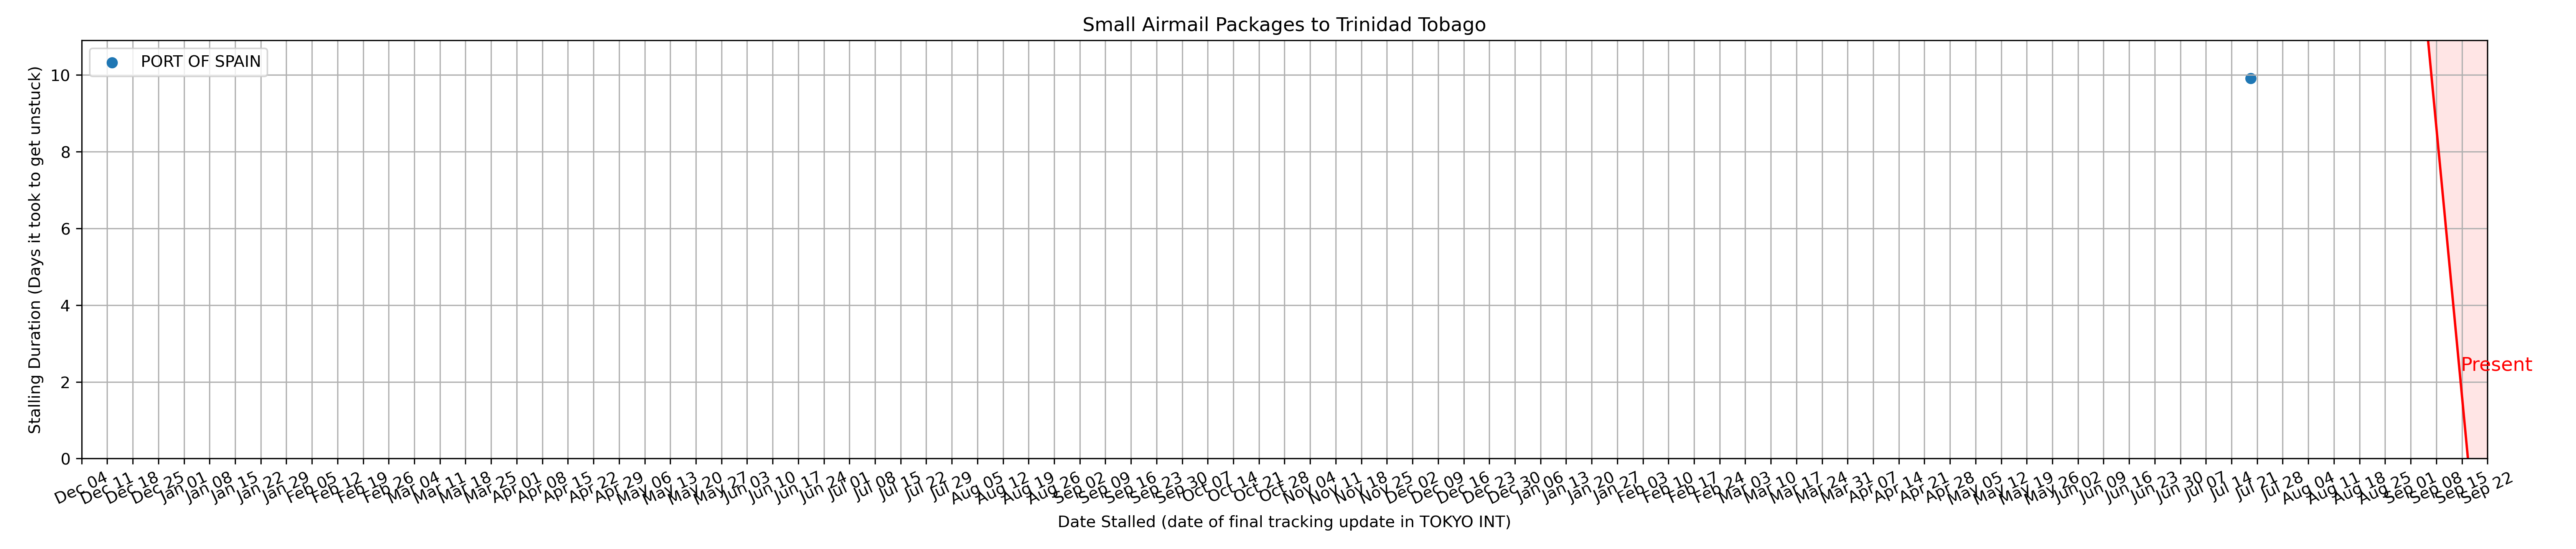 Small Airmail Packages to Trinidad Tobago
PORT OF SPAIN
Stalling Duration (Days it took to get unstuck)
10
8
6
4
2
0
Present
Dec 04
Dec 11
Dec 18
Dec 25
Jan 01
Jan 08
Jan 15
Jan 22
Jan 29
Feb 05
Feb 12
Feb 19
Feb 26
Mar 04
Mar 11
Mar 18
Mar 25
Apr 01
Apr 08
Apr 15
Apr 22
Apr 29
May 06
May 13
May 20
May 27
Jun 03
Jun 10
Jun 17
Jun 24
Jul 01
Jul 08
Jul 15
Jul 22
Jul 29
Aug 05
Aug 12
Aug 19
Aug 26
Sep 02
Sep 09
Sep 16
Sep 23
Sep 30
Oct 07
Oct 14
Oct 21
Oct 28
Nov 04
Nov 11
Nov 18
Nov 25
Dec 02
Dec 09
Dec 16
Dec 23
Dec 30
Jan 06
Jan 13
Jan 20
Jan 27
Feb 03
Feb 10
Feb 17
Feb 24
Mar 03
Mar 10
Mar 17
Mar 24
Mar 31
Apr 07
Apr 14
Apr 21
Apr 28
May 05
May 12
May 19
May 26
Jun 02
Jun 09
Jun 16
Jun 23
Jun 30
Jul 07
Jul 14
Jul 21
Jul 28
Aug 04
Aug 11
Aug 18
Aug 25
Sep 01
Sep 08
Sep 15
Sep 22
Date Stalled (date of final tracking update in TOKYO INT)